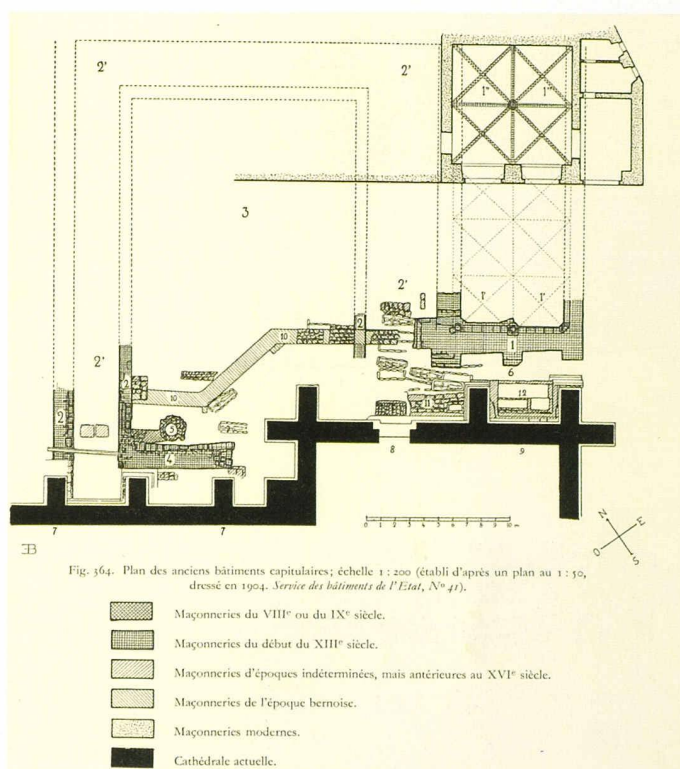 2'
2'
1"
1"
3
2'
1'
1'
2
10
1
6
2'
2
10
2
5
11
12
4
8
9
7
7
0 1 2 3 4 5 6 7 8 9 10 m
N
E
O
S
EB
Fig. 364. Plan des anciens bâtiments capitulaires; échelle 1 : 200 (établi d'après un plan au 1 : 50,
dressé en 1904. Service des bâtiments de l'Etat, Nº 41).
Maçonneries du VIIIe ou du IXe siècle.
Maçonneries du début du XIIIe siècle.
Maçonneries d'époques indéterminées, mais antérieures au XVIe siècle.
Maçonneries de l'époque bernoise.
Maçonneries modernes.
Cathédrale actuelle.